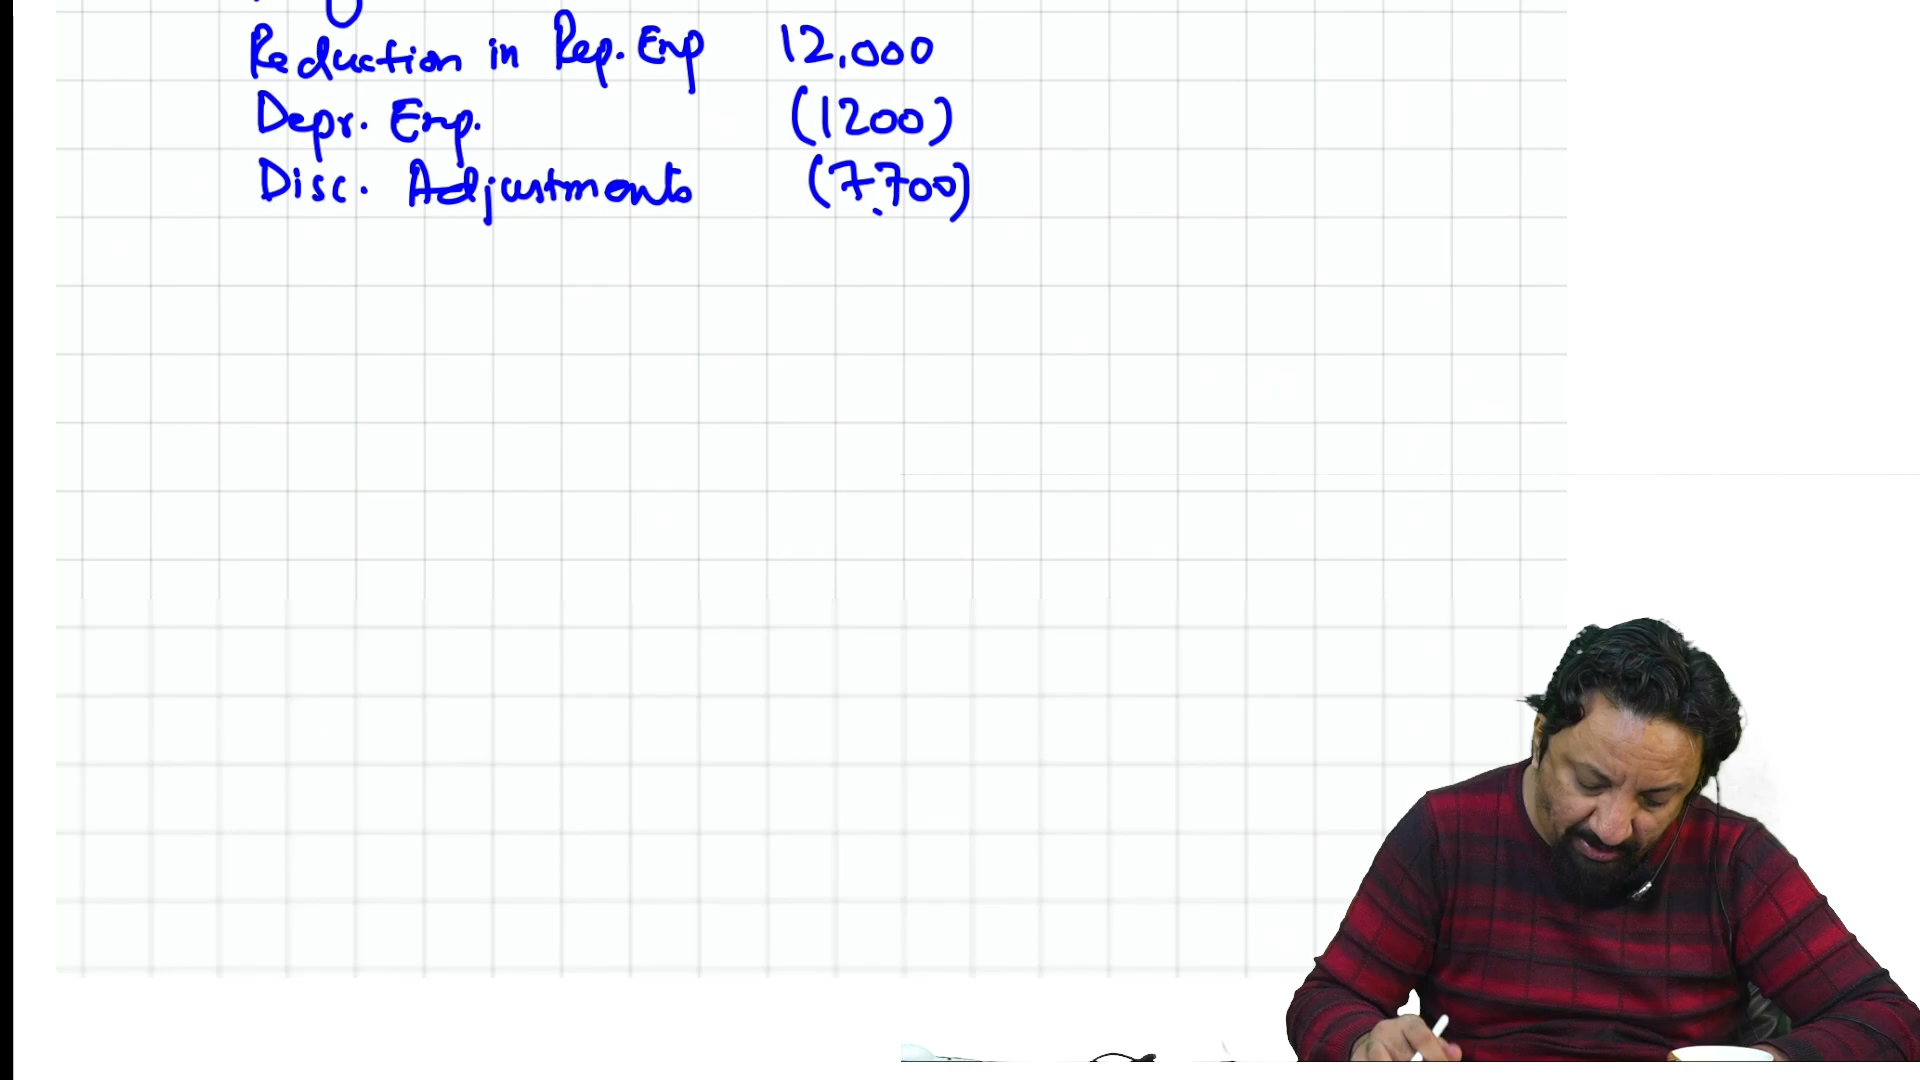 Reduction in Rep. Exp 12,000
Depr. Exp. (1200)
Disc. Adjustments (7,700)